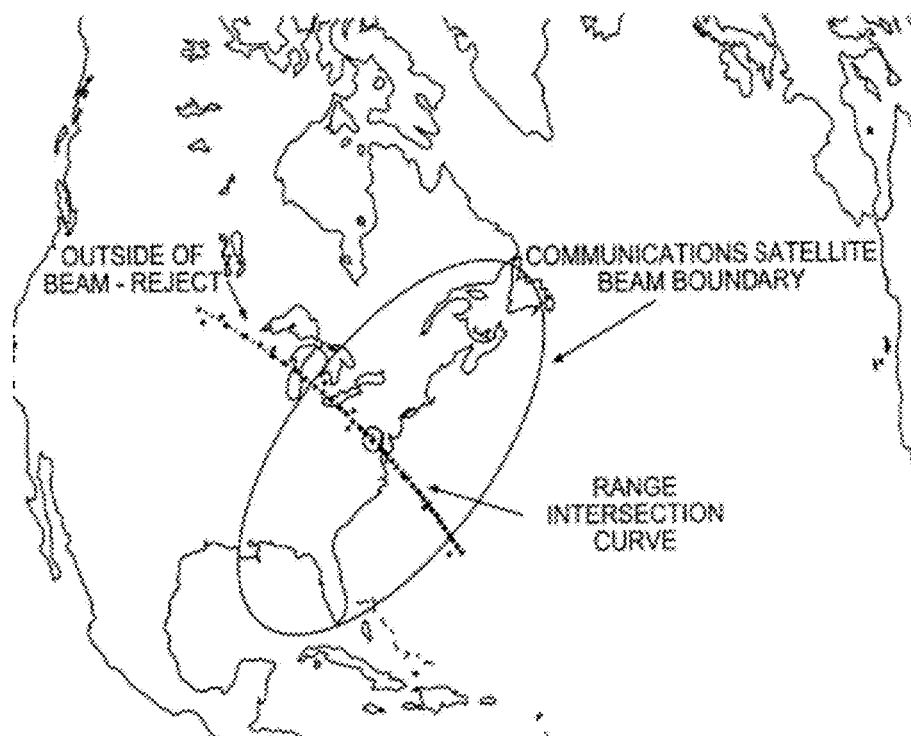 OUTSIDE OF
BEAM - REJECT
COMMUNICATIONS SATELLITE
BEAM BOUNDARY
RANGE
INTERSECTION
CURVE